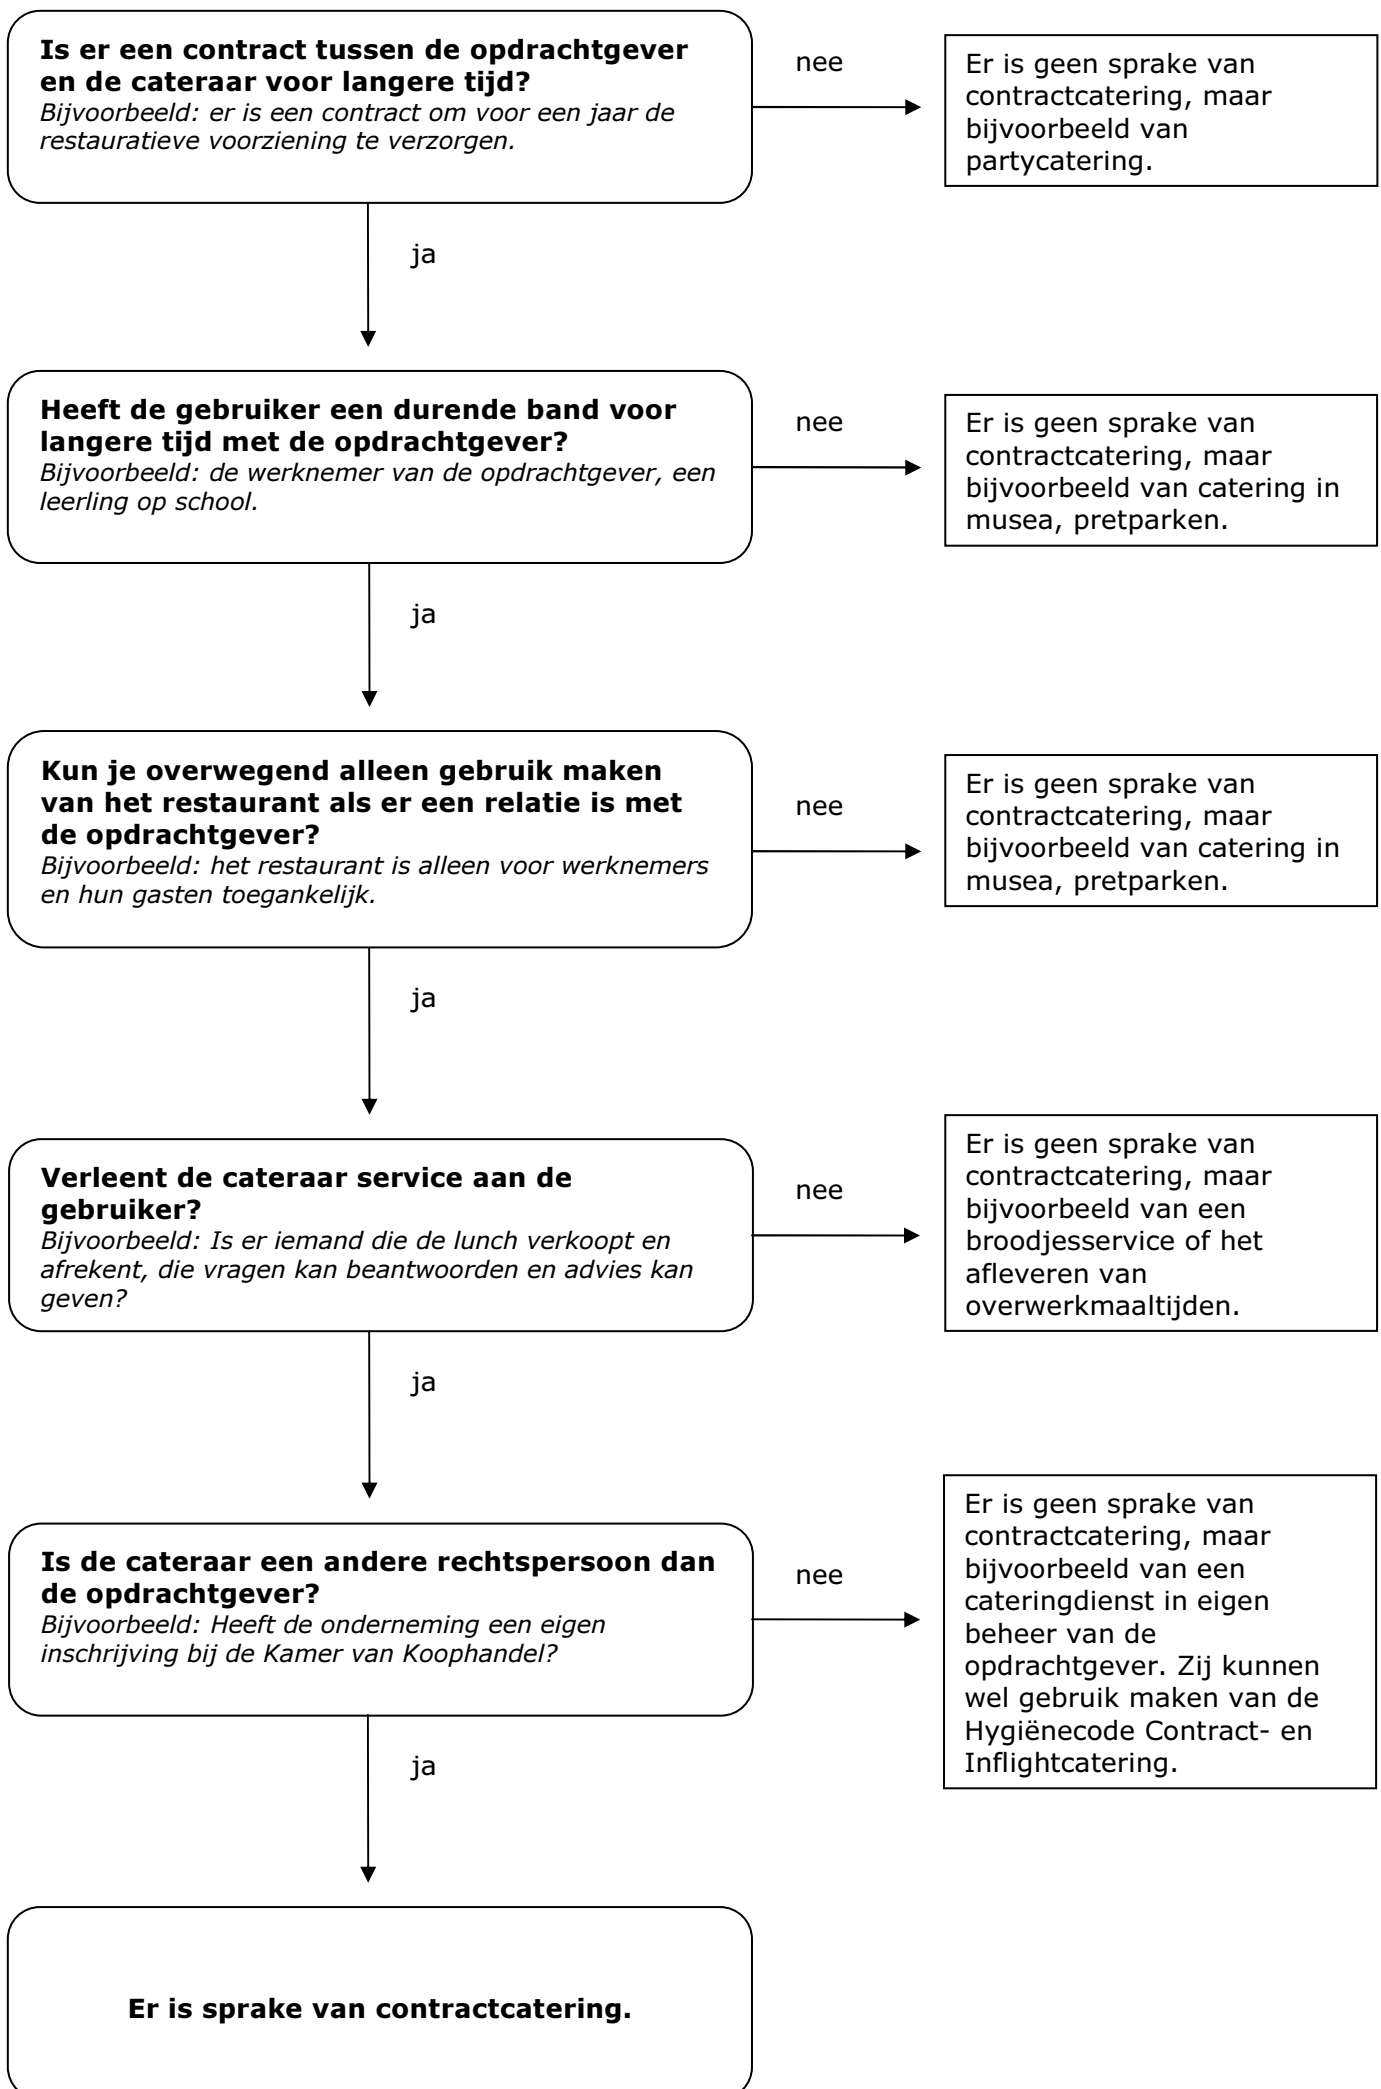 Is er een contract tussen de opdrachtgever
en de cateraar voor langere tijd?
Bijvoorbeeld: er is een contract om voor een jaar de
restauratieve voorziening te verzorgen.
nee
Er is geen sprake van
contractcatering, maar
bijvoorbeeld van
partycatering.
ja
Heeft de gebruiker een durende band voor
langere tijd met de opdrachtgever?
Bijvoorbeeld: de werknemer van de opdrachtgever, een
leerling op school.
nee
Er is geen sprake van
contractcatering, maar
bijvoorbeeld van catering in
musea, pretparken.
ja
Kun je overwegend alleen gebruik maken
van het restaurant als er een relatie is met
de opdrachtgever?
Bijvoorbeeld: het restaurant is alleen voor werknemers
en hun gasten toegankelijk.
nee
Er is geen sprake van
contractcatering, maar
bijvoorbeeld van catering in
musea, pretparken.
ja
Verleent de cateraar service aan de
gebruiker?
Bijvoorbeeld: Is er iemand die de lunch verkoopt en
afrekent, die vragen kan beantwoorden en advies kan
geven?
nee
Er is geen sprake van
contractcatering, maar
bijvoorbeeld van een
broodjesservice of het
afleveren van
overwerkmaaltijden.
ja
Is de cateraar een andere rechtspersoon dan
de opdrachtgever?
Bijvoorbeeld: Heeft de onderneming een eigen
inschrijving bij de Kamer van Koophandel?
nee
Er is geen sprake van
contractcatering, maar
bijvoorbeeld van een
cateringdienst in eigen
beheer van de
opdrachtgever. Zij kunnen
wel gebruik maken van de
Hygiënecode Contract- en
Inflightcatering.
ja
Er is sprake van contractcatering.